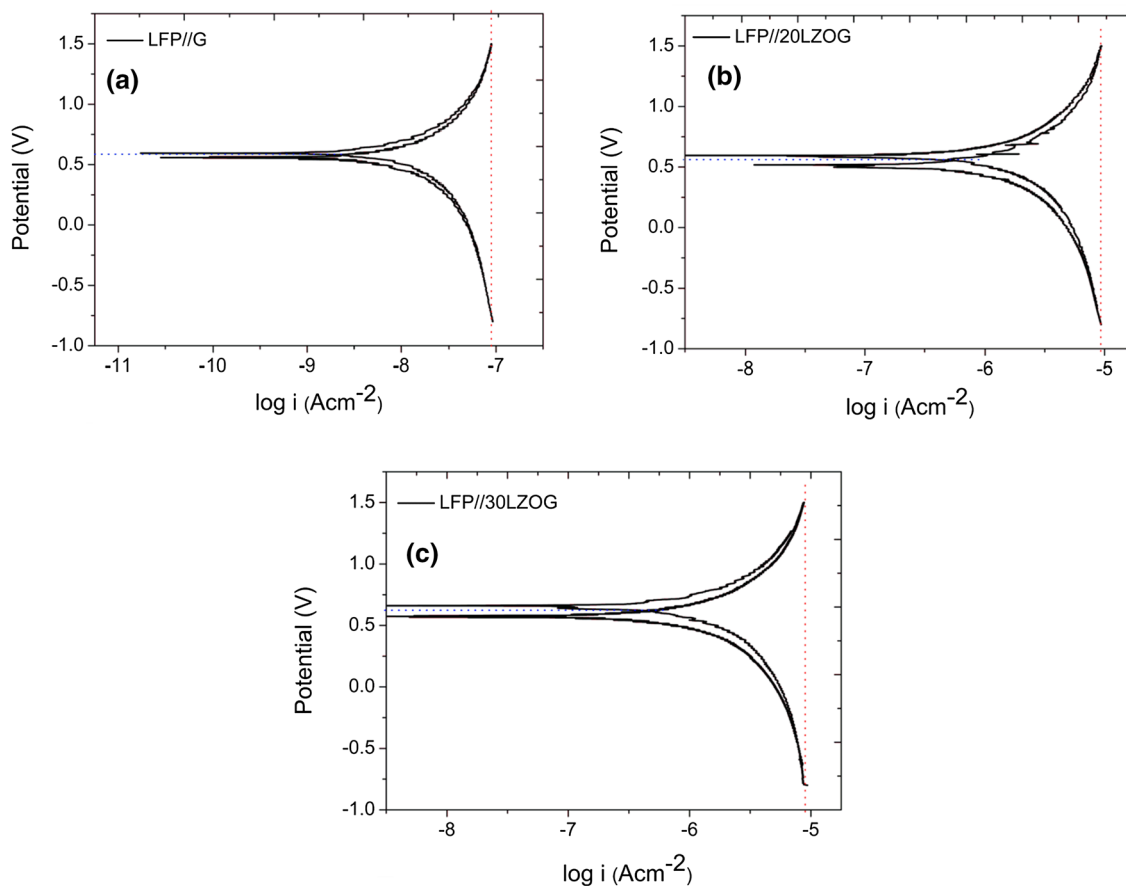 LFP//G
(a)
1.5
1.0
0.5
0.0
-0.5
-1.0
Potential (V)
-11 -10 -9 -8 -7
log i (Acm-2)
LFP//20LZOG
(b)
1.5
1.0
0.5
0.0
-0.5
-1.0
Potential (V)
-8 -7 -6 -5
log i (Acm-2)
LFP//30LZOG
(c)
1.5
1.0
0.5
0.0
-0.5
-1.0
Potential (V)
-8 -7 -6 -5
log i (Acm-2)